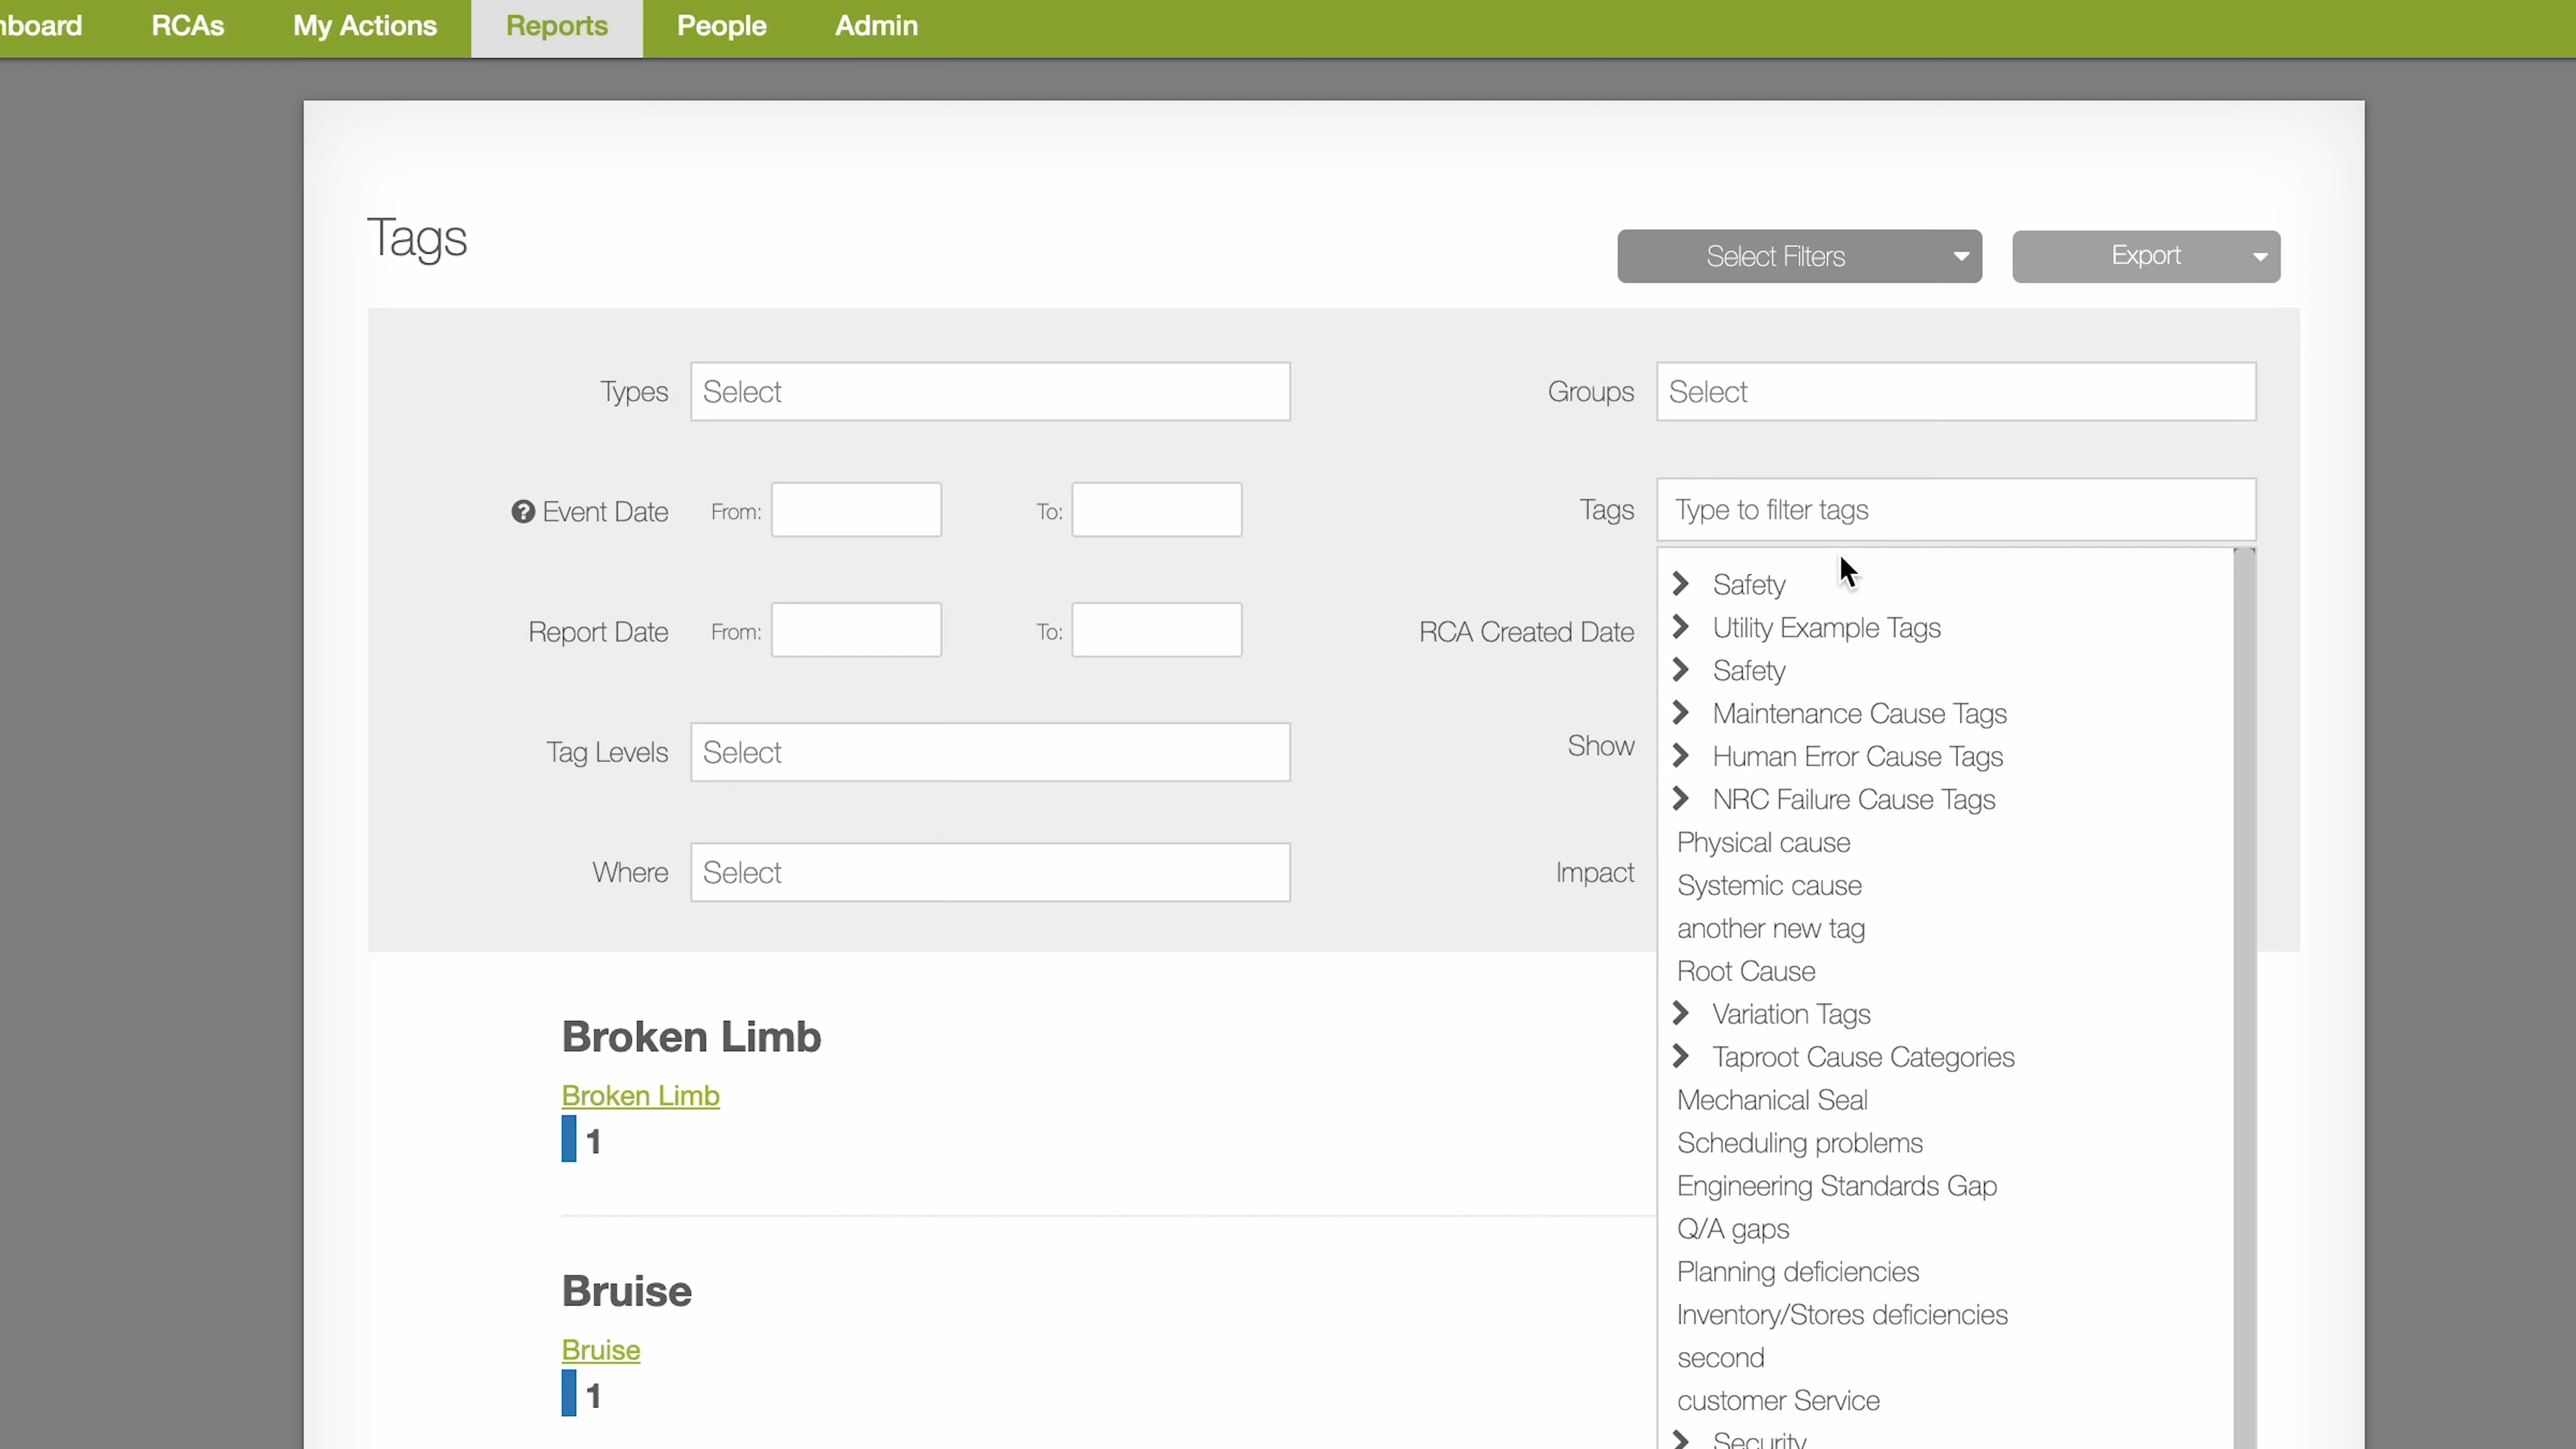 nboard RCAs My Actions Reports People Admin
Tags
Select Filters Export
Types Select Groups Select
Event Date From: To: Tags Type to filter tags
Report Date From: To: RCA Created Date
Tag Levels Select Show
Where Select Impact
Safety
Utility Example Tags
Safety
Maintenance Cause Tags
Human Error Cause Tags
NRC Failure Cause Tags
Physical cause
Systemic cause
another new tag
Root Cause
Variation Tags
Taproot Cause Categories
Mechanical Seal
Scheduling problems
Engineering Standards Gap
Q/A gaps
Planning deficiencies
Inventory/Stores deficiencies
second
customer Service
Security
Broken Limb
Broken Limb
1
Bruise
Bruise
1